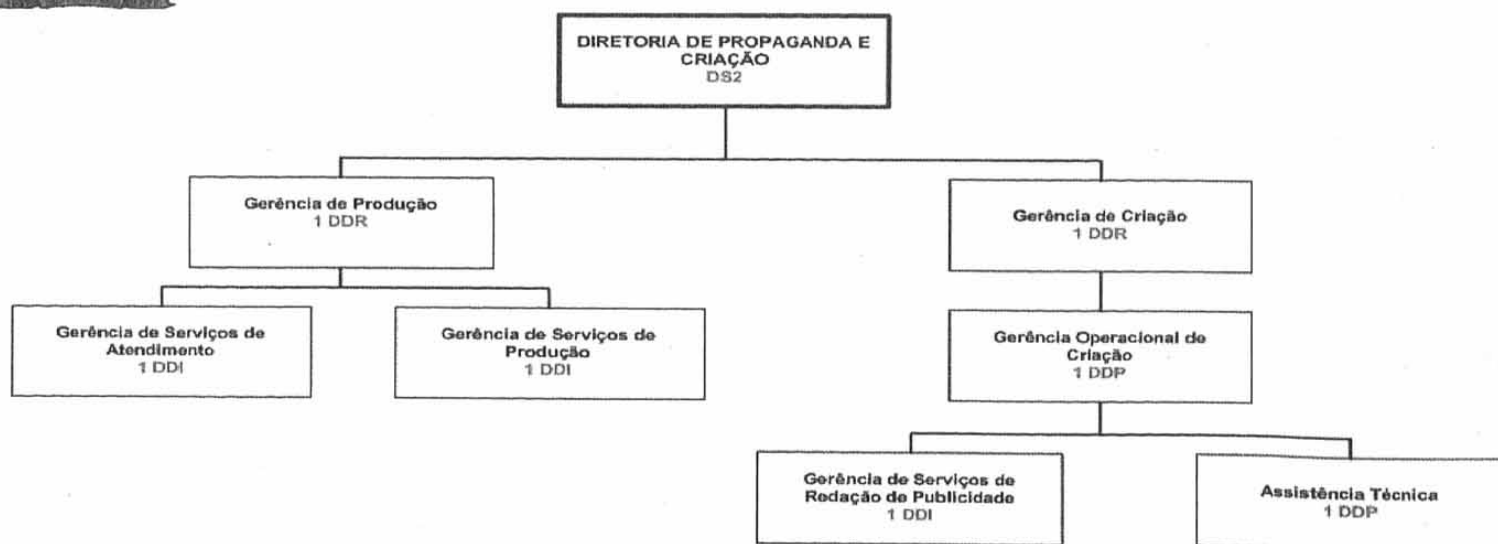 DIRETORIA DE PROPAGANDA E
CRIAÇÃO
DS2
Gerência de Produção
1 DDR
Gerência de Criação
1 DDR
Gerência de Serviços de
Atendimento
1 DDI
Gerência de Serviços de
Produção
1 DDI
Gerência Operacional de
Criação
1 DDP
Gerência de Serviços de
Redação de Publicidade
1 DDI
Assistência Técnica
1 DDP